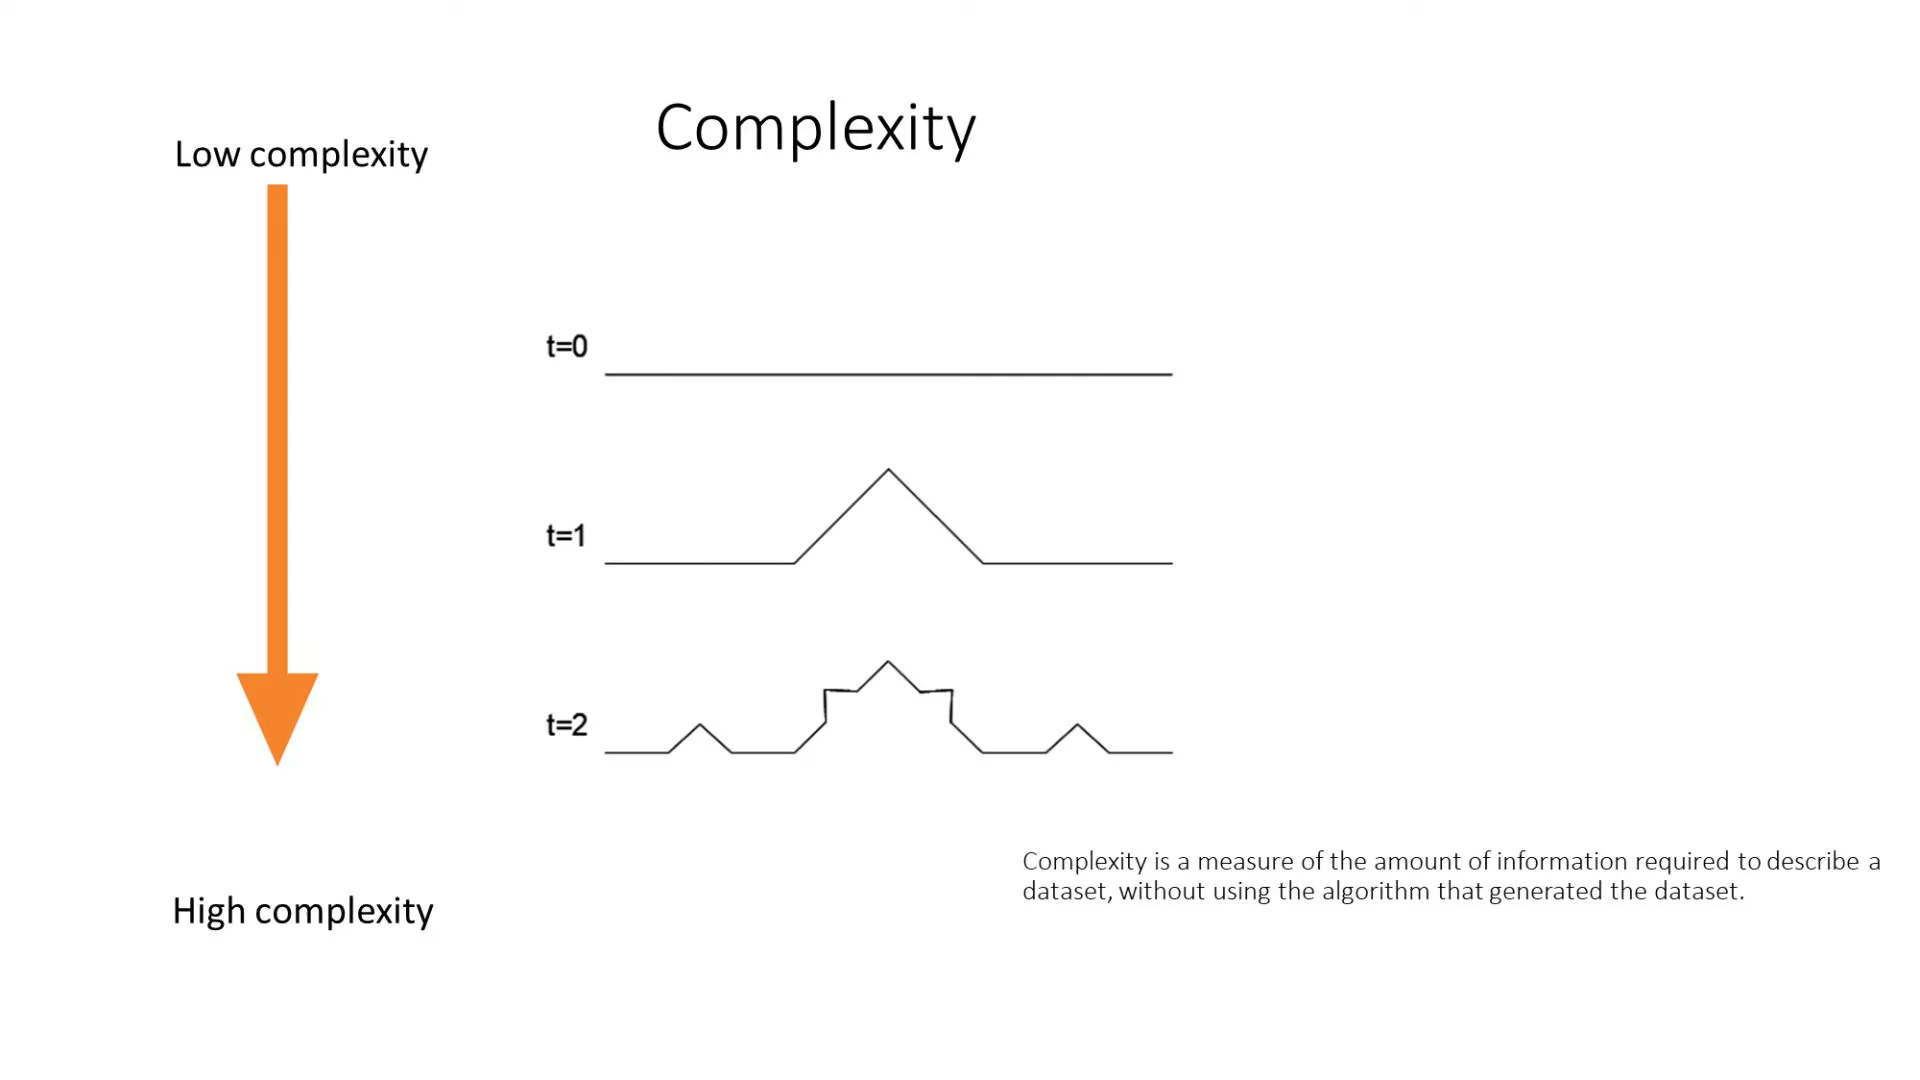 Complexity
Low complexity
t=0
t=1
t=2
Complexity is a measure of the amount of information required to describe a
dataset, without using the algorithm that generated the dataset.
High complexity